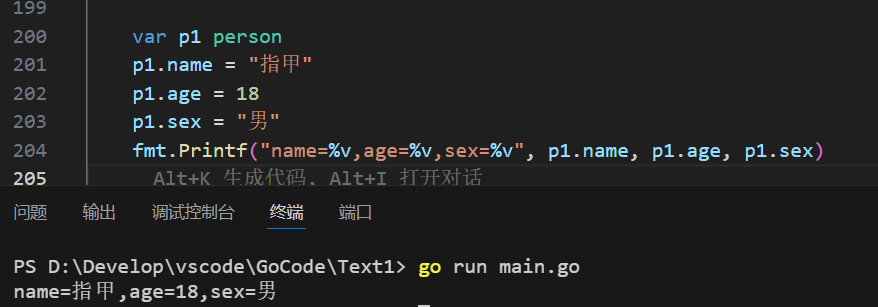 199
200 var p1 person
201 p1.name = "指甲"
202 p1.age = 18
203 p1.sex = "男"
204 fmt.Printf("name=%v,age=%v,sex=%v", p1.name, p1.age, p1.sex)
205 Alt+K 生成代码, Alt+I 打开对话
问题 输出 调试控制台 终端 端口
PS D:\Develop\vscode\GoCode\Text1> go run main.go
name=指甲,age=18,sex=男